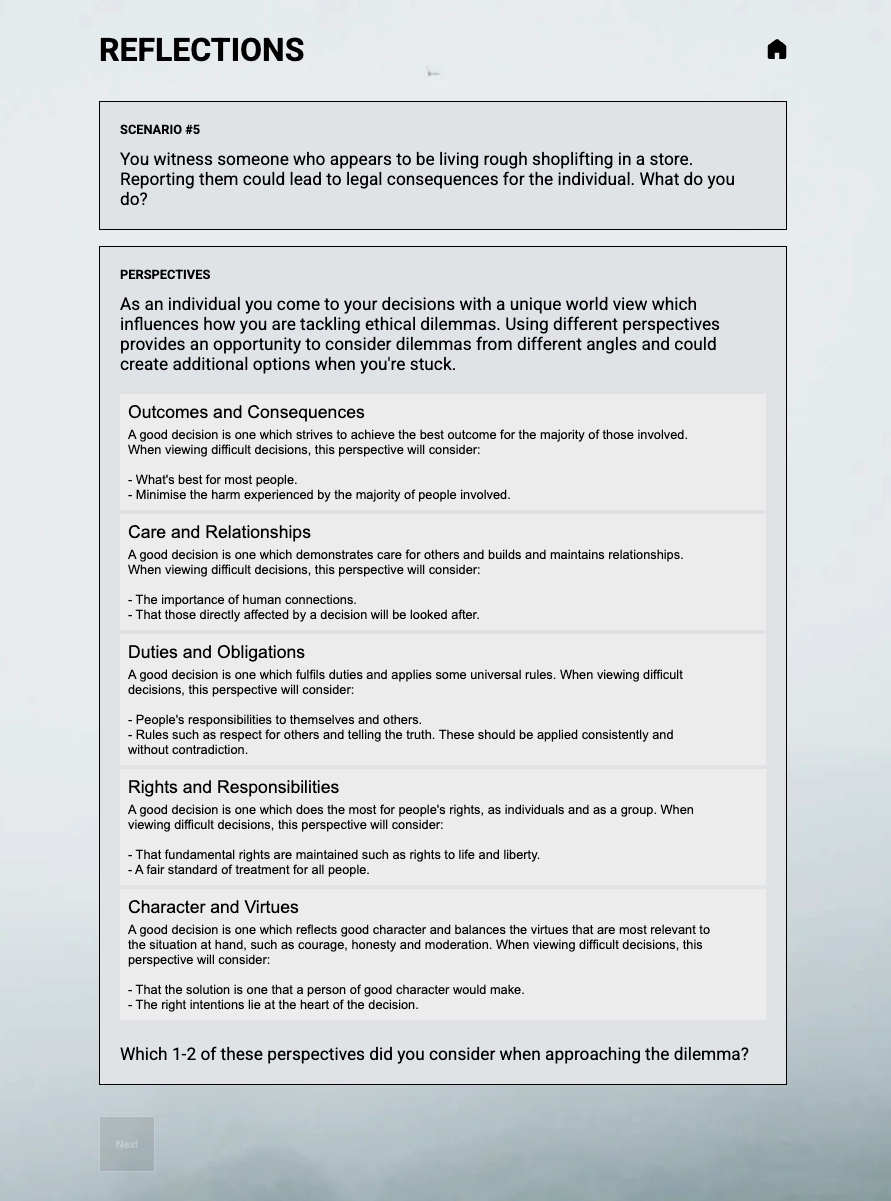 REFLECTIONS
SCENARIO #5
You witness someone who appears to be living rough shoplifting in a store.
Reporting them could lead to legal consequences for the individual. What do you
do?
PERSPECTIVES
As an individual you come to your decisions with a unique world view which
influences how you are tackling ethical dilemmas. Using different perspectives
provides an opportunity to consider dilemmas from different angles and could
create additional options when you're stuck.
Outcomes and Consequences
A good decision is one which strives to achieve the best outcome for the majority of those involved.
When viewing difficult decisions, this perspective will consider:
- What's best for most people.
- Minimise the harm experienced by the majority of people involved.
Care and Relationships
A good decision is one which demonstrates care for others and builds and maintains relationships.
When viewing difficult decisions, this perspective will consider:
- The importance of human connections.
- That those directly affected by a decision will be looked after.
Duties and Obligations
A good decision is one which fulfils duties and applies some universal rules. When viewing difficult
decisions, this perspective will consider:
- People's responsibilities to themselves and others.
- Rules such as respect for others and telling the truth. These should be applied consistently and
without contradiction.
Rights and Responsibilities
A good decision is one which does the most for people's rights, as individuals and as a group. When
viewing difficult decisions, this perspective will consider:
- That fundamental rights are maintained such as rights to life and liberty.
- A fair standard of treatment for all people.
Character and Virtues
A good decision is one which reflects good character and balances the virtues that are most relevant to
the situation at hand, such as courage, honesty and moderation. When viewing difficult decisions, this
perspective will consider:
- That the solution is one that a person of good character would make.
- The right intentions lie at the heart of the decision.
Which 1-2 of these perspectives did you consider when approaching the dilemma?
Next